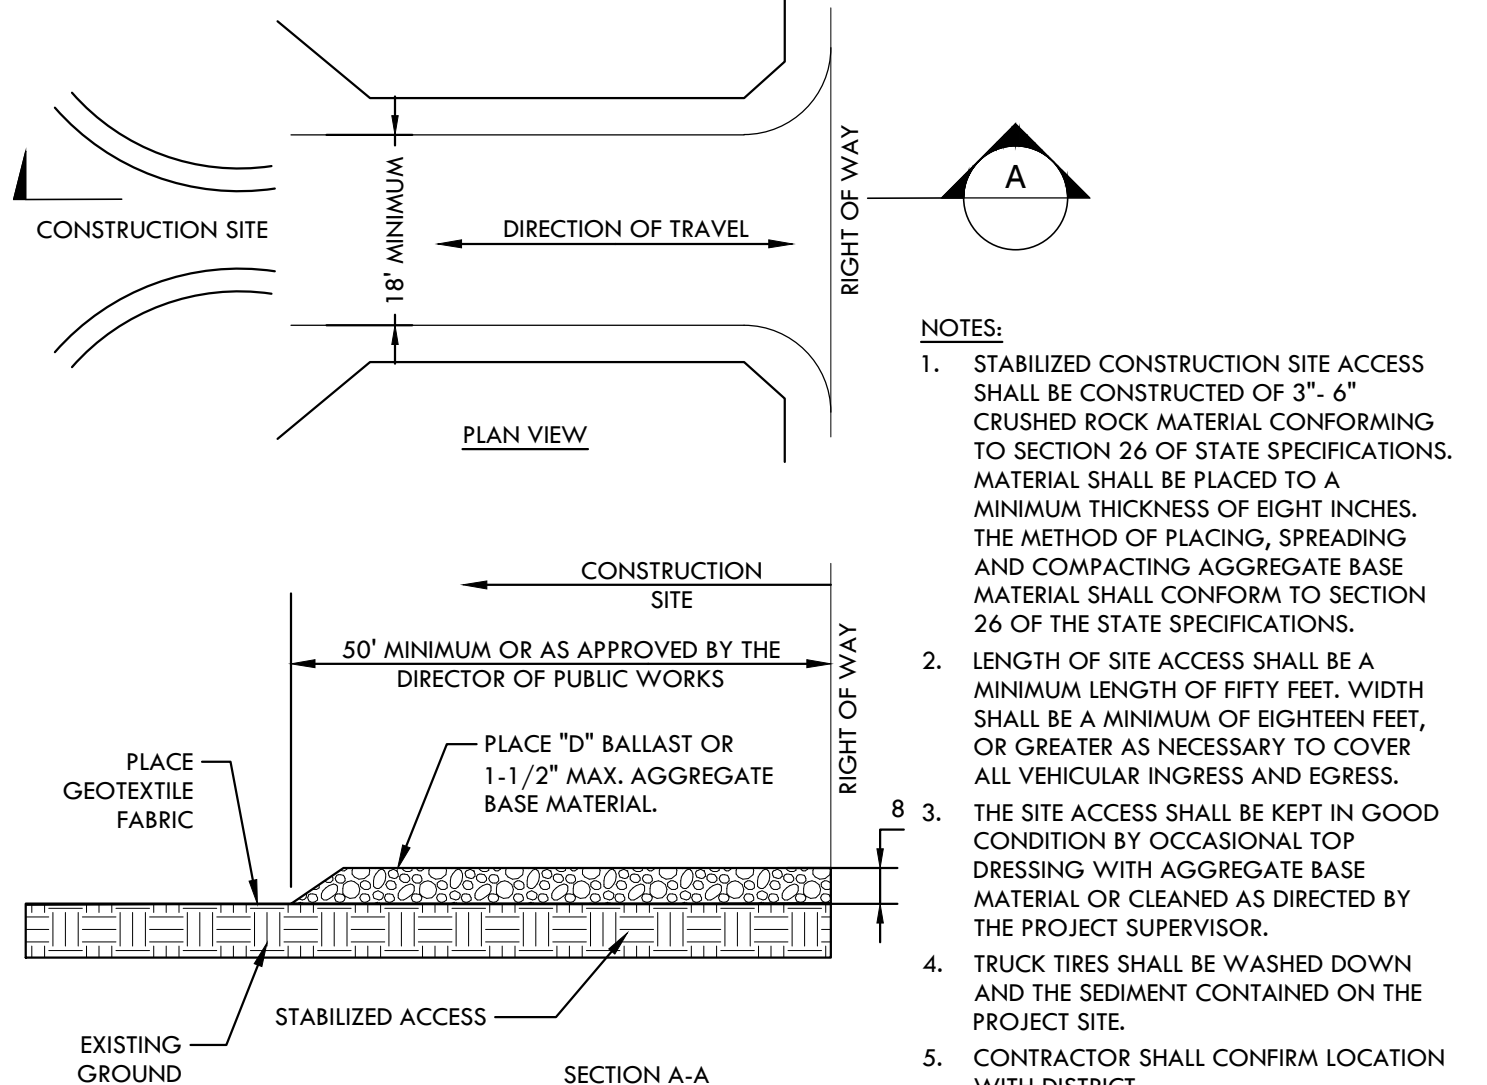 CONSTRUCTION SITE
18' MINIMUM
DIRECTION OF TRAVEL
RIGHT OF WAY
A
PLAN VIEW
CONSTRUCTION
SITE
50' MINIMUM OR AS APPROVED BY THE
DIRECTOR OF PUBLIC WORKS
RIGHT OF WAY
PLACE "D" BALLAST OR
1-1/2" MAX. AGGREGATE
BASE MATERIAL.
PLACE
GEOTEXTILE
FABRIC
8
STABILIZED ACCESS
EXISTING
GROUND
SECTION A-A
NOTES:
1. STABILIZED CONSTRUCTION SITE ACCESS
SHALL BE CONSTRUCTED OF 3"- 6"
CRUSHED ROCK MATERIAL CONFORMING
TO SECTION 26 OF STATE SPECIFICATIONS.
MATERIAL SHALL BE PLACED TO A
MINIMUM THICKNESS OF EIGHT INCHES.
THE METHOD OF PLACING, SPREADING
AND COMPACTING AGGREGATE BASE
MATERIAL SHALL CONFORM TO SECTION
26 OF THE STATE SPECIFICATIONS.
2. LENGTH OF SITE ACCESS SHALL BE A
MINIMUM LENGTH OF FIFTY FEET. WIDTH
SHALL BE A MINIMUM OF EIGHTEEN FEET,
OR GREATER AS NECESSARY TO COVER
ALL VEHICULAR INGRESS AND EGRESS.
3. THE SITE ACCESS SHALL BE KEPT IN GOOD
CONDITION BY OCCASIONAL TOP
DRESSING WITH AGGREGATE BASE
MATERIAL OR CLEANED AS DIRECTED BY
THE PROJECT SUPERVISOR.
4. TRUCK TIRES SHALL BE WASHED DOWN
AND THE SEDIMENT CONTAINED ON THE
PROJECT SITE.
5. CONTRACTOR SHALL CONFIRM LOCATION
WITH DISTRICT